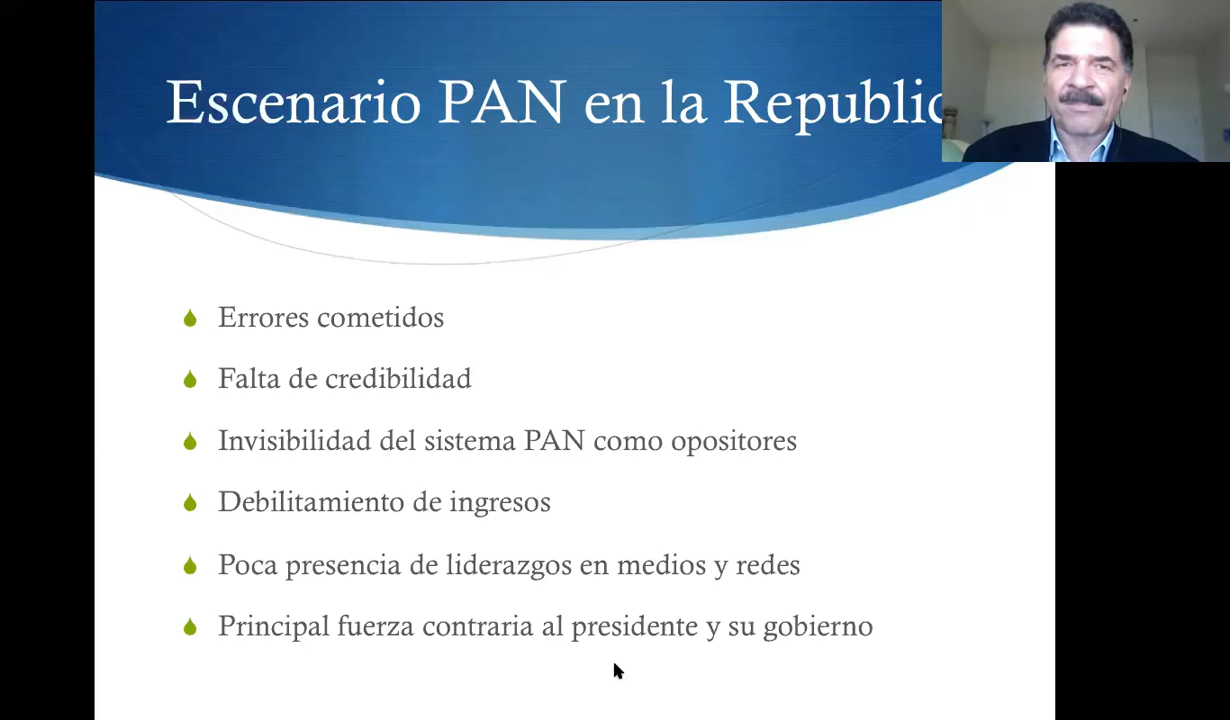 Escenario PAN en la Republic
Errores cometidos
Falta de credibilidad
Invisibilidad del sistema PAN como opositores
Debilitamiento de ingresos
Poca presencia de liderazgos en medios y redes
Principal fuerza contraria al presidente y su gobierno